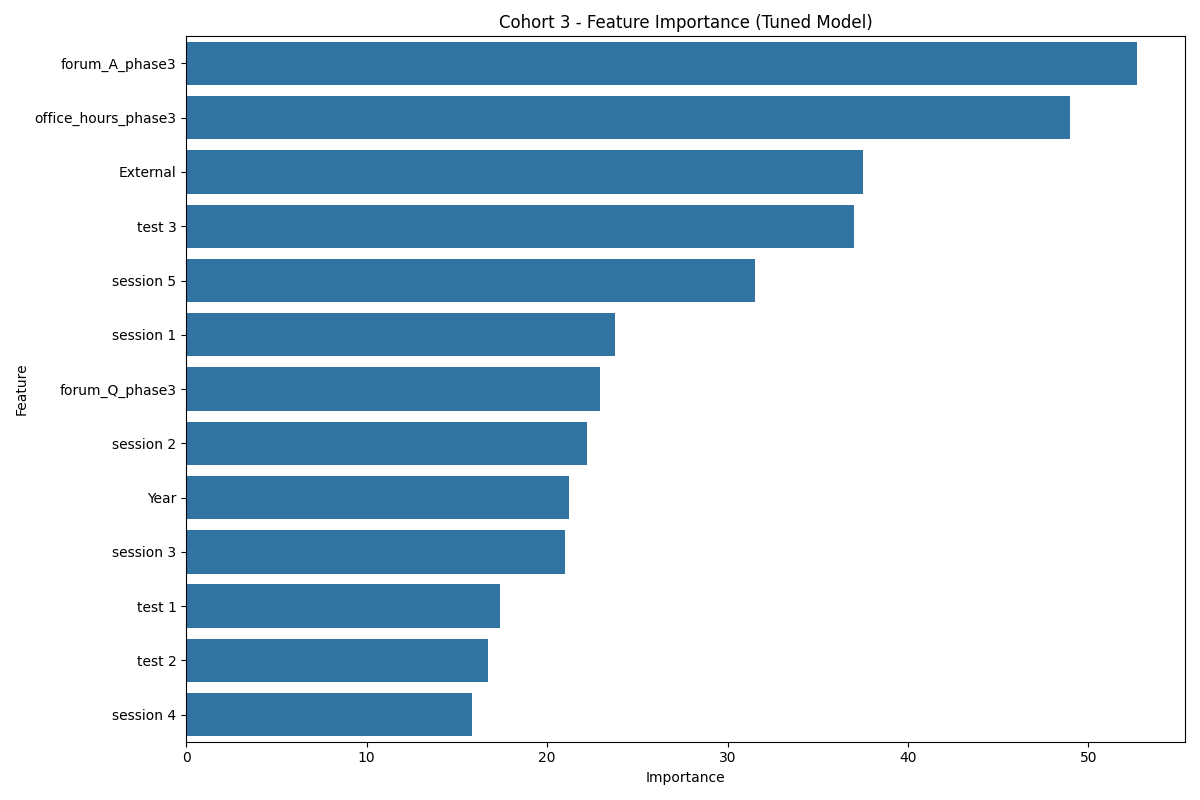 Cohort 3 - Feature Importance (Tuned Model)
forum_A_phase3
office_hours_phase3
External
test 3
session 5
session 1
forum_Q_phase3
session 2
Year
session 3
test 1
test 2
session 4
Feature
0 10 20 30 40 50
Importance